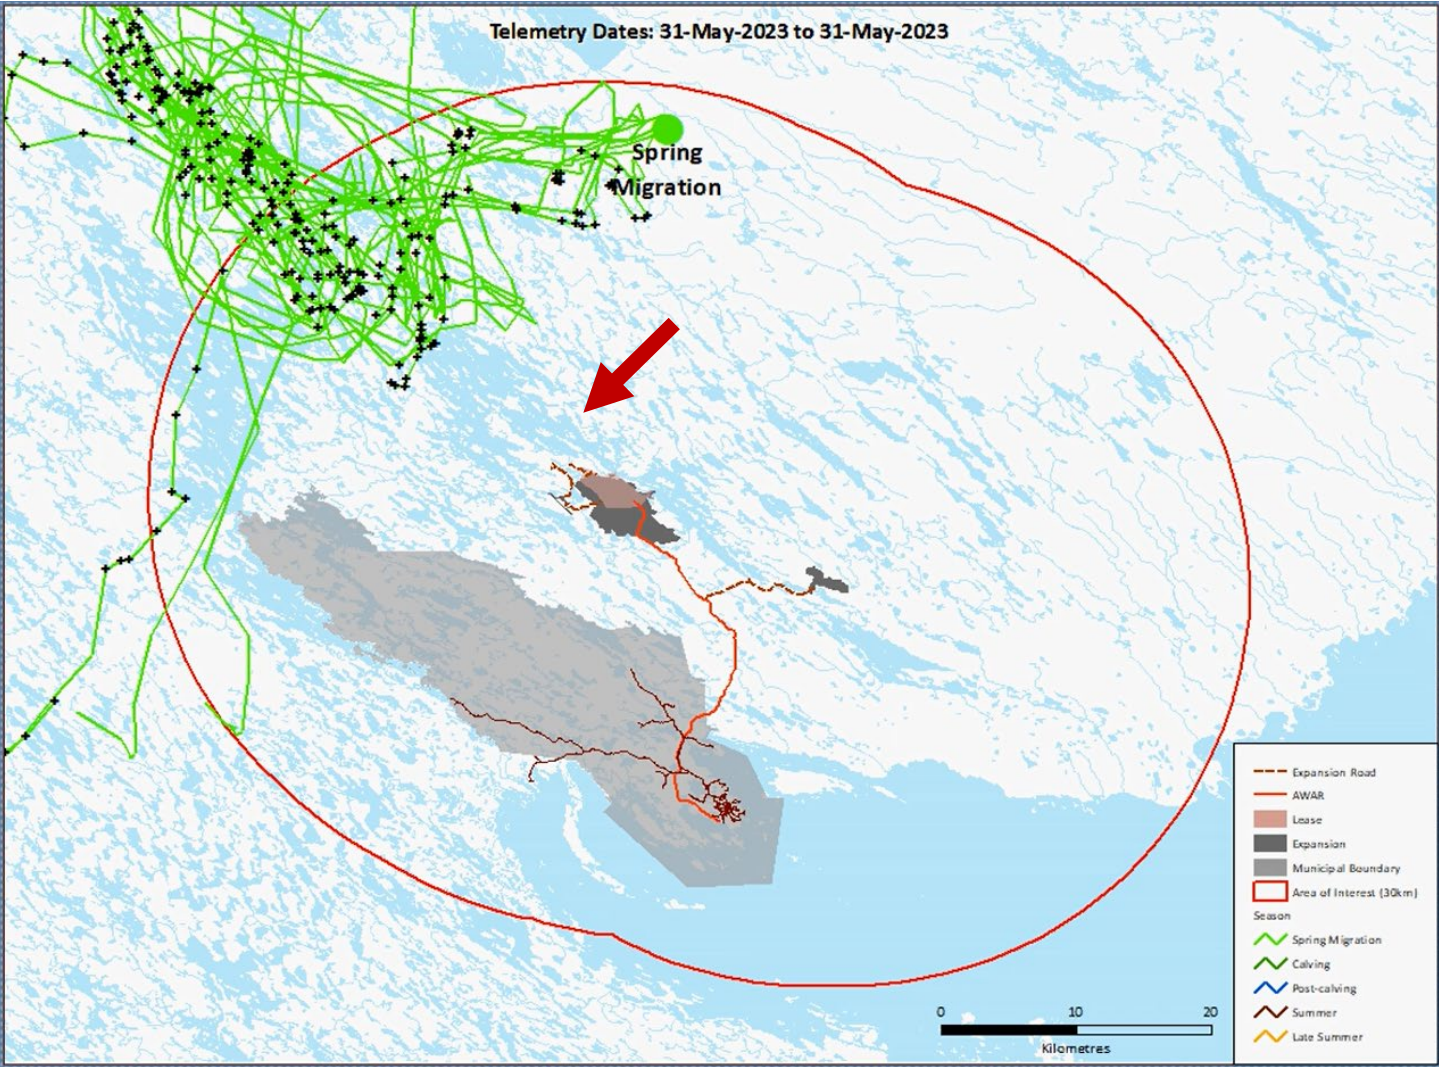 Telemetry Dates: 31-May-2023 to 31-May-2023
Spring
Migration
Expansion Road
AWAR
Lease
Expansion
Municipal Boundary
Area of Interest (30km)
Season
Spring Migration
Calving
Post-calving
Summer
Late Summer
0 10 20
Kilometres